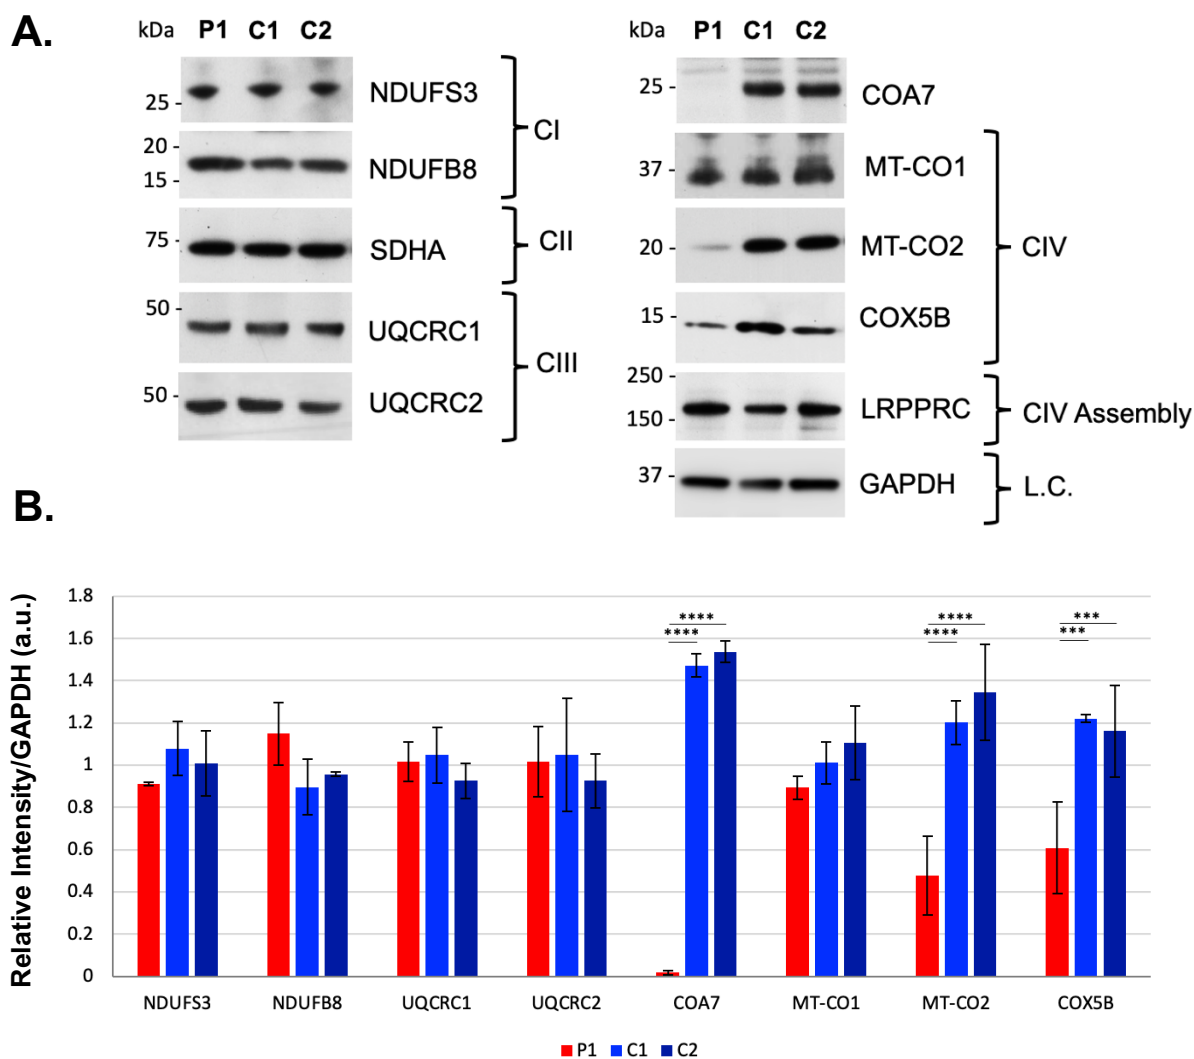 A.
kDa P1 C1 C2
25 - NDUFS3
CI
20 -
15 - NDUFB8
75 - SDHA CII
50 - UQCRC1
CIII
50 - UQCRC2
kDa P1 C1 C2
25 - COA7
37 - MT-CO1
20 - MT-CO2 CIV
15 - COX5B
250 -
150 - LRPPRC CIV Assembly
37 - GAPDH L.C.
B.
Relative Intensity/GAPDH (a.u.)
1.8
1.6
1.4
1.2
1
0.8
0.6
0.4
0.2
0
**** **** ***
**** **** ***
NDUFS3 NDUFB8 UQCRC1 UQCRC2 COA7 MT-CO1 MT-CO2 COX5B
P1 C1 C2